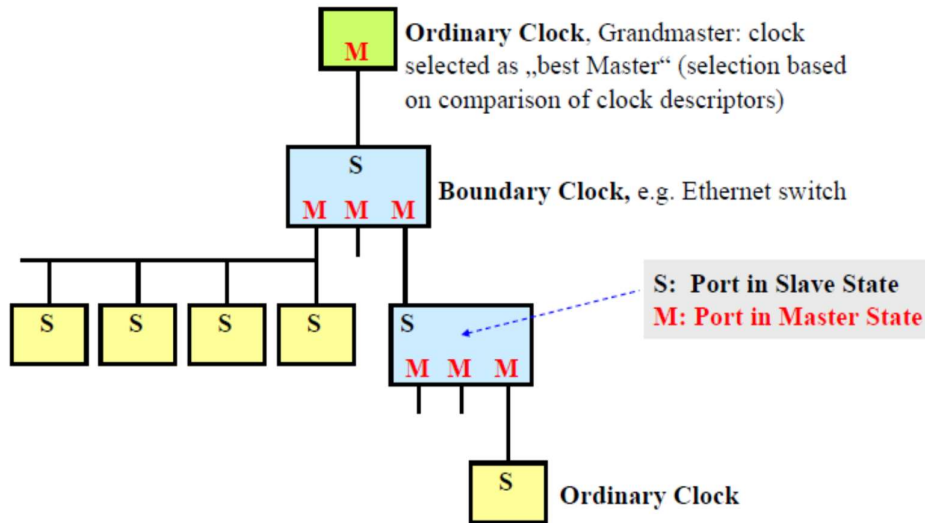 M
Ordinary Clock, Grandmaster: clock
selected as „best Master“ (selection based
on comparison of clock descriptors)
S
M M M
Boundary Clock, e.g. Ethernet switch
S: Port in Slave State
M: Port in Master State
S S S S
S
M M M
S
Ordinary Clock